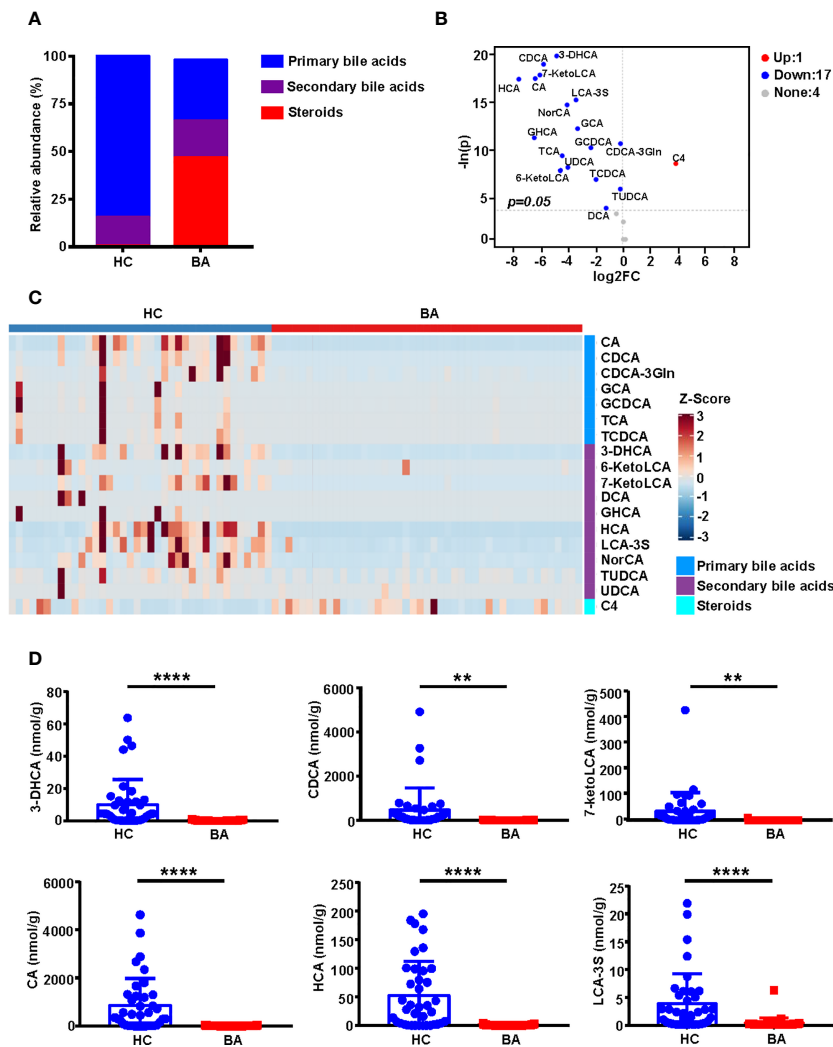 A
Relative abundance (%)
100
75
50
25
0
HC
BA
Primary bile acids
Secondary bile acids
Steroids
B
-ln(p)
20
15
10
5
0
3-DHCA
CDCA
7-KetoLCA
HCA
CA
LCA-3S
NorCA
GCA
GHCA
GCDCA
CDCA-3Gln
TCA
UDCA
C4
6-KetoLCA
TCDCA
TUDCA
p=0.05
DCA
-8 -6 -4 -2 0 2 4 6 8
log2FC
Up:1
Down:17
None:4
C
HC
BA
CA
CDCA
CDCA-3Gln
GCA
GCDCA
TCA
TCDCA
3-DHCA
6-KetoLCA
7-KetoLCA
DCA
GHCA
HCA
LCA-3S
NorCA
TUDCA
UDCA
C4
Z-Score
3
2
1
0
-1
-2
-3
Primary bile acids
Secondary bile acids
Steroids
D
3-DHCA (nmol/g)
80
60
40
20
0
****
HC
BA
CDCA (nmol/g)
6000
4000
2000
0
**
HC
BA
7-ketoLCA (nmol/g)
500
400
300
200
100
0
**
HC
BA
CA (nmol/g)
6000
4000
2000
0
****
HC
BA
HCA (nmol/g)
250
200
150
100
50
0
****
HC
BA
LCA-3S (nmol/g)
25
20
15
10
5
0
****
HC
BA